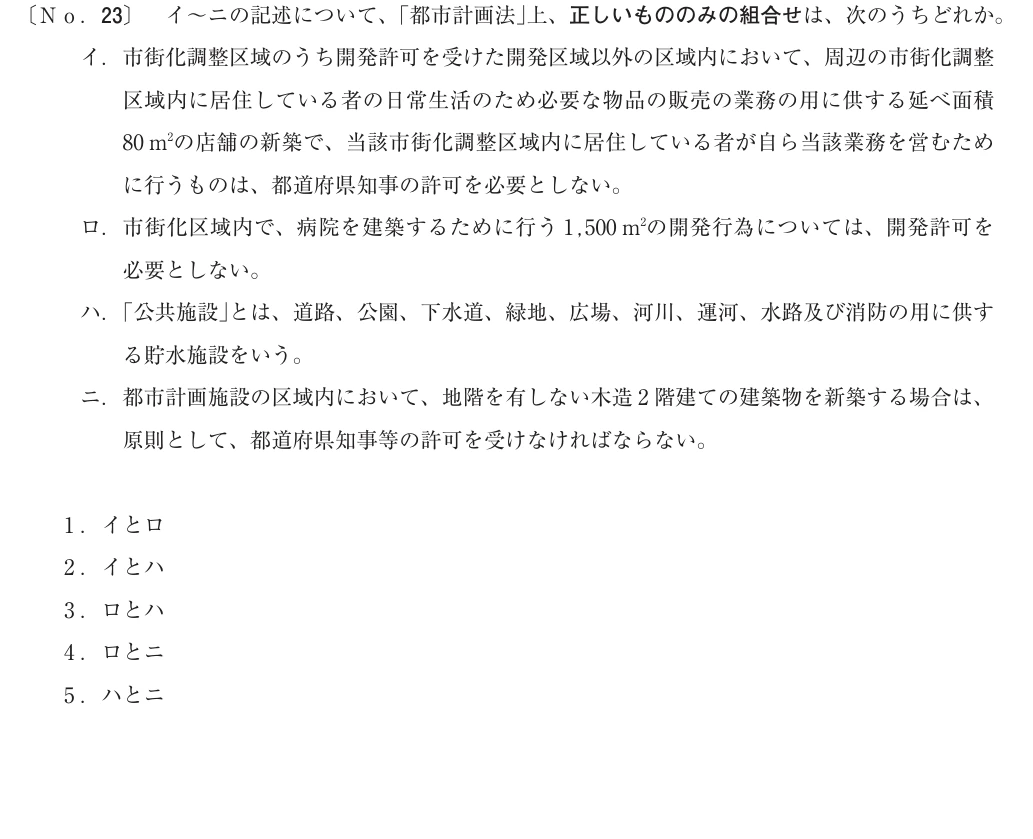 〔Ｎｏ．23〕　イ～ニの記述について、「都市計画法」上、正しいもののみの組合せは、次のうちどれか。
イ．市街化調整区域のうち開発許可を受けた開発区域以外の区域内において、周辺の市街化調整
区域内に居住している者の日常生活のため必要な物品の販売の業務の用に供する延べ面積
80 m²の店舗の新築で、当該市街化調整区域内に居住している者が自ら当該業務を営むため
に行うものは、都道府県知事の許可を必要としない。
ロ．市街化区域内で、病院を建築するために行う 1,500 m²の開発行為については、開発許可を
必要としない。
ハ．「公共施設」とは、道路、公園、下水道、緑地、広場、河川、運河、水路及び消防の用に供す
る貯水施設をいう。
ニ．都市計画施設の区域内において、地階を有しない木造２階建ての建築物を新築する場合は、
原則として、都道府県知事等の許可を受けなければならない。
１．イとロ
２．イとハ
３．ロとハ
４．ロとニ
５．ハとニ